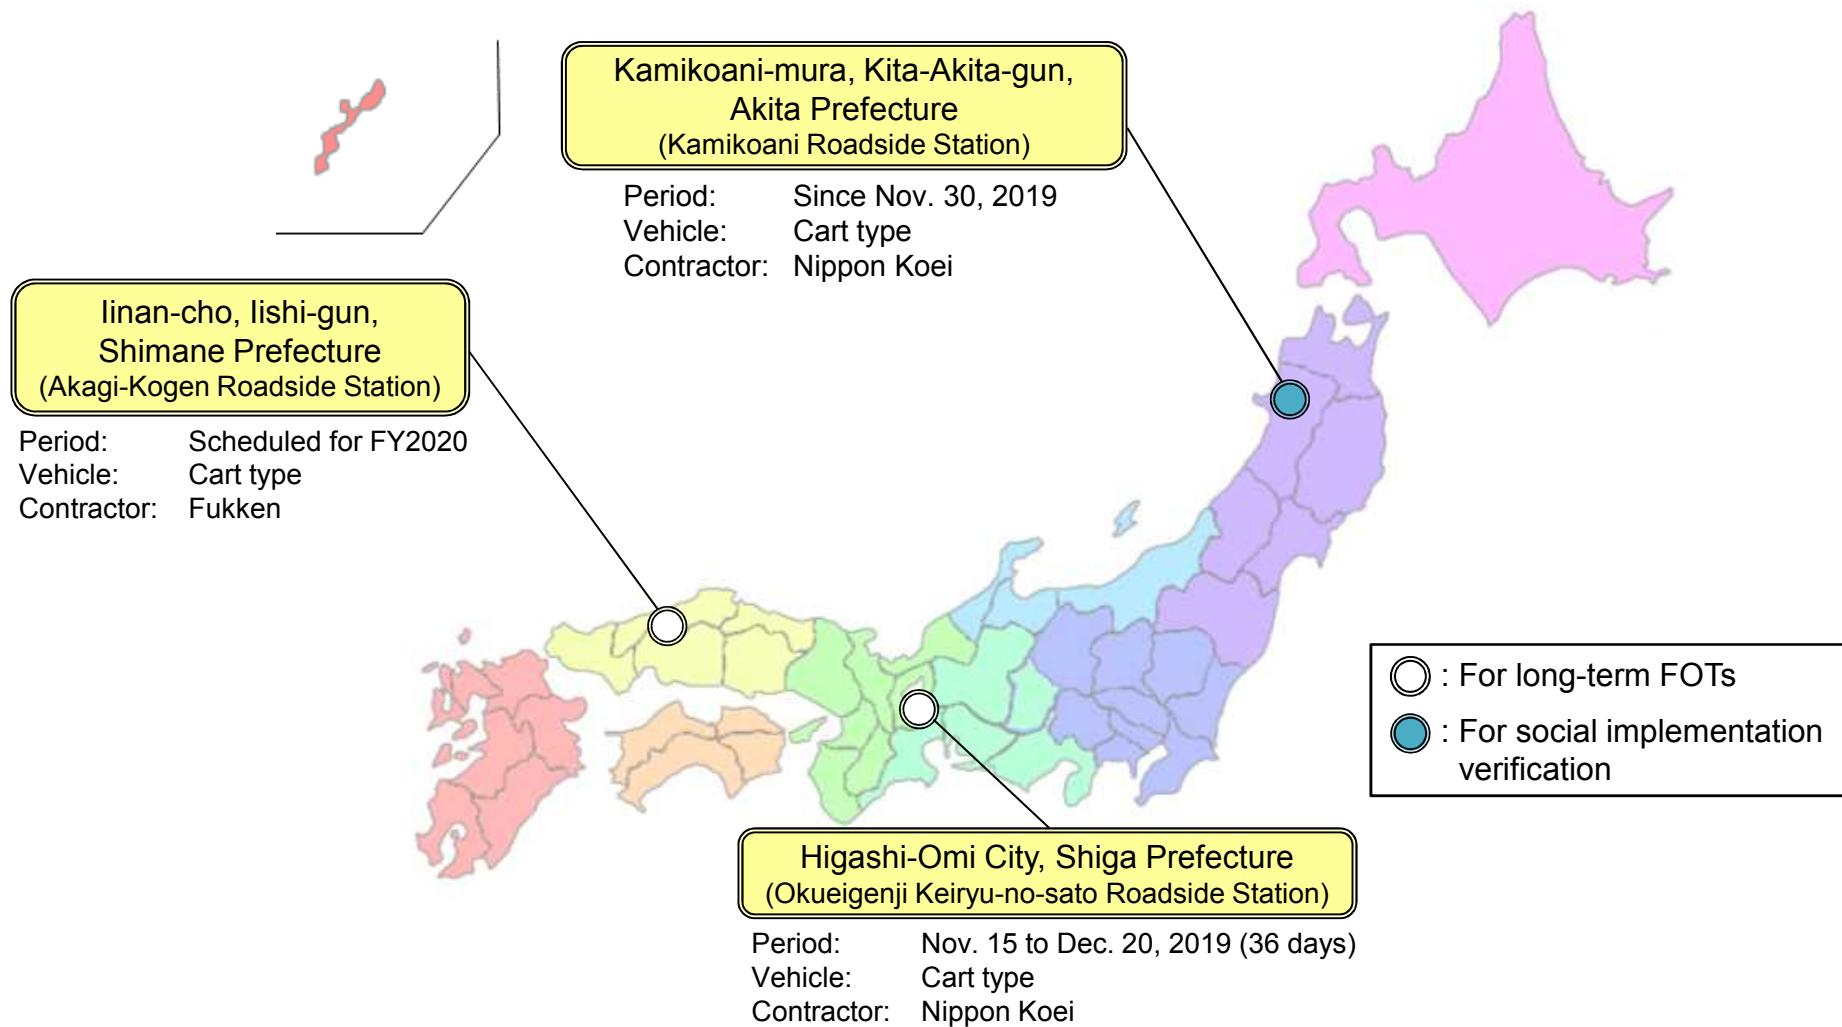 Kamikoani-mura, Kita-Akita-gun,
Akita Prefecture
(Kamikoani Roadside Station)
Period: Since Nov. 30, 2019
Vehicle: Cart type
Contractor: Nippon Koei
Iinan-cho, Iishi-gun,
Shimane Prefecture
(Akagi-Kogen Roadside Station)
Period: Scheduled for FY2020
Vehicle: Cart type
Contractor: Fukken
: For long-term FOTs
: For social implementation
verification
Higashi-Omi City, Shiga Prefecture
(Okueigenji Keiryu-no-sato Roadside Station)
Period: Nov. 15 to Dec. 20, 2019 (36 days)
Vehicle: Cart type
Contractor: Nippon Koei